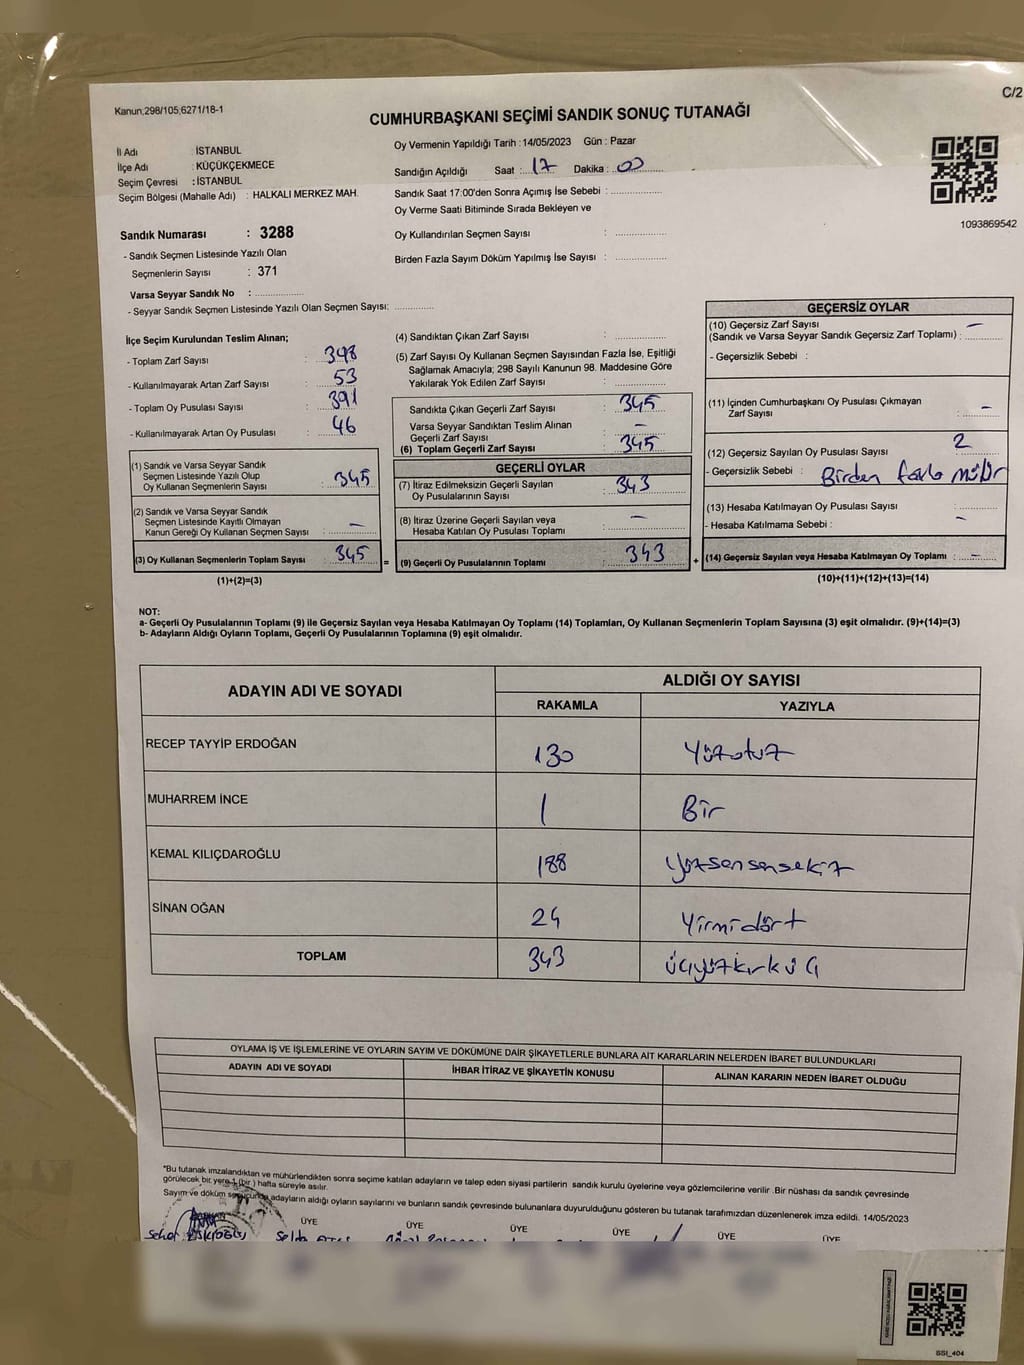 Kanun;298/105;6271/18-1
C/2
CUMHURBAŞKANI SEÇİMİ SANDIK SONUÇ TUTANAĞI
İl Adı : İSTANBUL
İlçe Adı : KÜÇÜKÇEKMECE
Seçim Çevresi : İSTANBUL
Seçim Bölgesi (Mahalle Adı) : HALKALI MERKEZ MAH.
Oy Vermenin Yapıldığı Tarih : 14/05/2023 Gün : Pazar
Sandığın Açıldığı Saat : 17 Dakika : 00
Sandık Saat 17:00'den Sonra Açımış İse Sebebi :
Oy Verme Saati Bitiminde Sırada Bekleyen ve
Oy Kullandırılan Seçmen Sayısı :
Birden Fazla Sayım Döküm Yapılmış İse Sayısı :
1093869542
Sandık Numarası : 3288
- Sandık Seçmen Listesinde Yazılı Olan
Seçmenlerin Sayısı : 371
Varsa Seyyar Sandık No :
- Seyyar Sandık Seçmen Listesinde Yazılı Olan Seçmen Sayısı:
İlçe Seçim Kurulundan Teslim Alınan;
- Toplam Zarf Sayısı : 398
- Kullanılmayarak Artan Zarf Sayısı : 53
- Toplam Oy Pusulası Sayısı : 391
- Kullanılmayarak Artan Oy Pusulası : 46
(1) Sandık ve Varsa Seyyar Sandık
Seçmen Listesinde Yazılı Olup
Oy Kullanan Seçmenlerin Sayısı : 345
(2) Sandık ve Varsa Seyyar Sandık
Seçmen Listesinde Kayıtlı Olmayan
Kanun Gereği Oy Kullanan Seçmen Sayısı : -
(3) Oy Kullanan Seçmenlerin Toplam Sayısı : 345
(1)+(2)=(3)
(4) Sandıktan Çıkan Zarf Sayısı :
(5) Zarf Sayısı Oy Kullanan Seçmen Sayısından Fazla İse, Eşitliği
Sağlamak Amacıyla; 298 Sayılı Kanunun 98. Maddesine Göre
Yakılarak Yok Edilen Zarf Sayısı :
Sandıkta Çıkan Geçerli Zarf Sayısı : 345
Varsa Seyyar Sandıktan Teslim Alınan
Geçerli Zarf Sayısı : -
(6) Toplam Geçerli Zarf Sayısı : 345
GEÇERLİ OYLAR
(7) İtiraz Edilmeksizin Geçerli Sayılan
Oy Pusulalarının Sayısı : 343
(8) İtiraz Üzerine Geçerli Sayılan veya
Hesaba Katılan Oy Pusulası Toplamı : -
= (9) Geçerli Oy Pusulalarının Toplamı : 343 +
GEÇERSİZ OYLAR
(10) Geçersiz Zarf Sayısı
(Sandık ve Varsa Seyyar Sandık Geçersiz Zarf Toplamı) : -
- Geçersizlik Sebebi :
(11) İçinden Cumhurbaşkanı Oy Pusulası Çıkmayan
Zarf Sayısı : -
(12) Geçersiz Sayılan Oy Pusulası Sayısı : 2
- Geçersizlik Sebebi : Birden fazla mühür
(13) Hesaba Katılmayan Oy Pusulası Sayısı :
- Hesaba Katılmama Sebebi : -
(14) Geçersiz Sayılan veya Hesaba Katılmayan Oy Toplamı : -
(10)+(11)+(12)+(13)=(14)
NOT:
a- Geçerli Oy Pusulalarının Toplamı (9) ile Geçersiz Sayılan veya Hesaba Katılmayan Oy Toplamı (14) Toplamları, Oy Kullanan Seçmenlerin Toplam Sayısına (3) eşit olmalıdır. (9)+(14)=(3)
b- Adayların Aldığı Oyların Toplamı, Geçerli Oy Pusulalarının Toplamına (9) eşit olmalıdır.
ADAYIN ADI VE SOYADI
ALDIĞI OY SAYISI
RAKAMLA YAZIYLA
RECEP TAYYİP ERDOĞAN 130 Yüzotuz
MUHARREM İNCE 1 Bir
KEMAL KILIÇDAROĞLU 188 Yüzsensensekiz
SİNAN OĞAN 24 Yirmidört
TOPLAM 343 Üçyüzkırküç
OYLAMA İŞ VE İŞLEMLERİNE VE OYLARIN SAYIM VE DÖKÜMÜNE DAİR ŞİKAYETLERLE BUNLARA AİT KARARLARIN NELERDEN İBARET BULUNDUKLARI
ADAYIN ADI VE SOYADI İHBAR İTİRAZ VE ŞİKAYETİN KONUSU ALINAN KARARIN NEDEN İBARET OLDUĞU
*Bu tutanak imzalandıktan ve mühürlendikten sonra seçime katılan adayların ve talep eden siyasi partilerin sandık kurulu üyelerine veya gözlemcilerine verilir .Bir nüshası da sandık çevresinde
görülecek bir yere 1 (bir ) hafta süreyle asılır.
Sayım ve döküm sonucunda adayların aldığı oyların sayılarını ve bunların sandık çevresinde bulunanlara duyurulduğunu gösteren bu tutanak tarafımızdan düzenlenerek imza edildi. 14/05/2023
ÜYE ÜYE ÜYE ÜYE ÜYE ÜYE
SSI_404